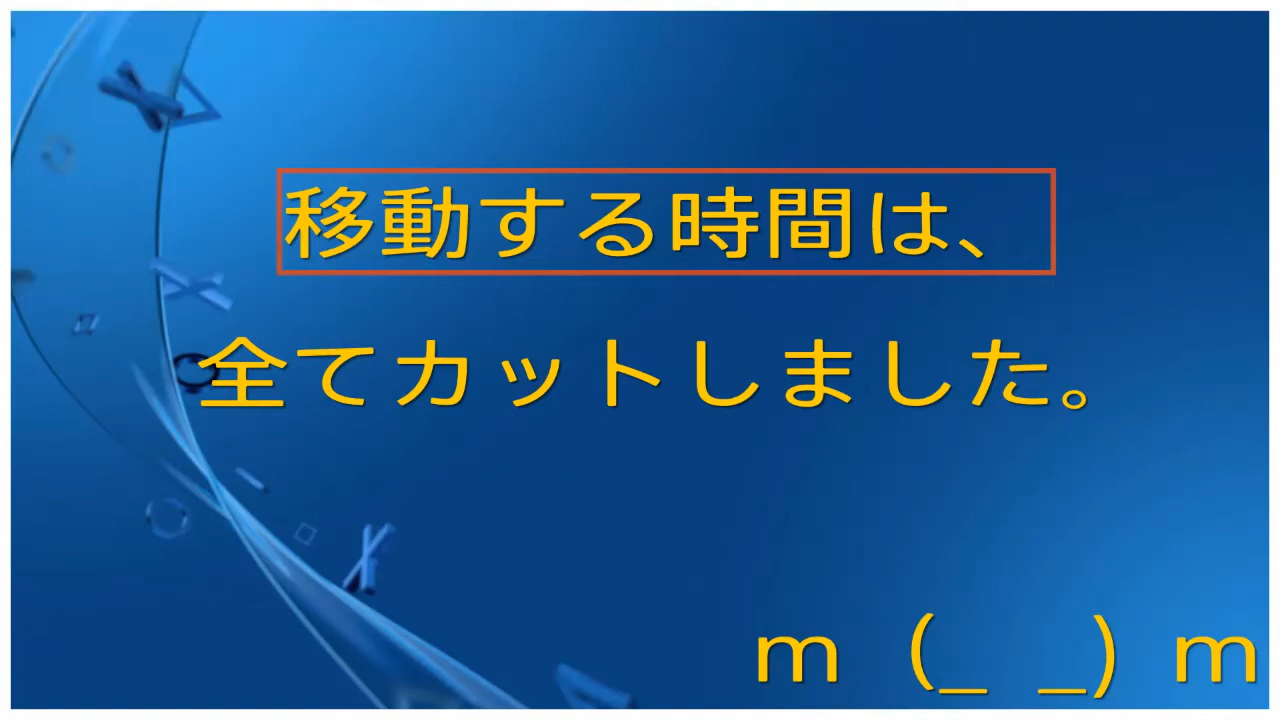 移動する時間は、
全てカットしました。
ｍ（_　_）ｍ